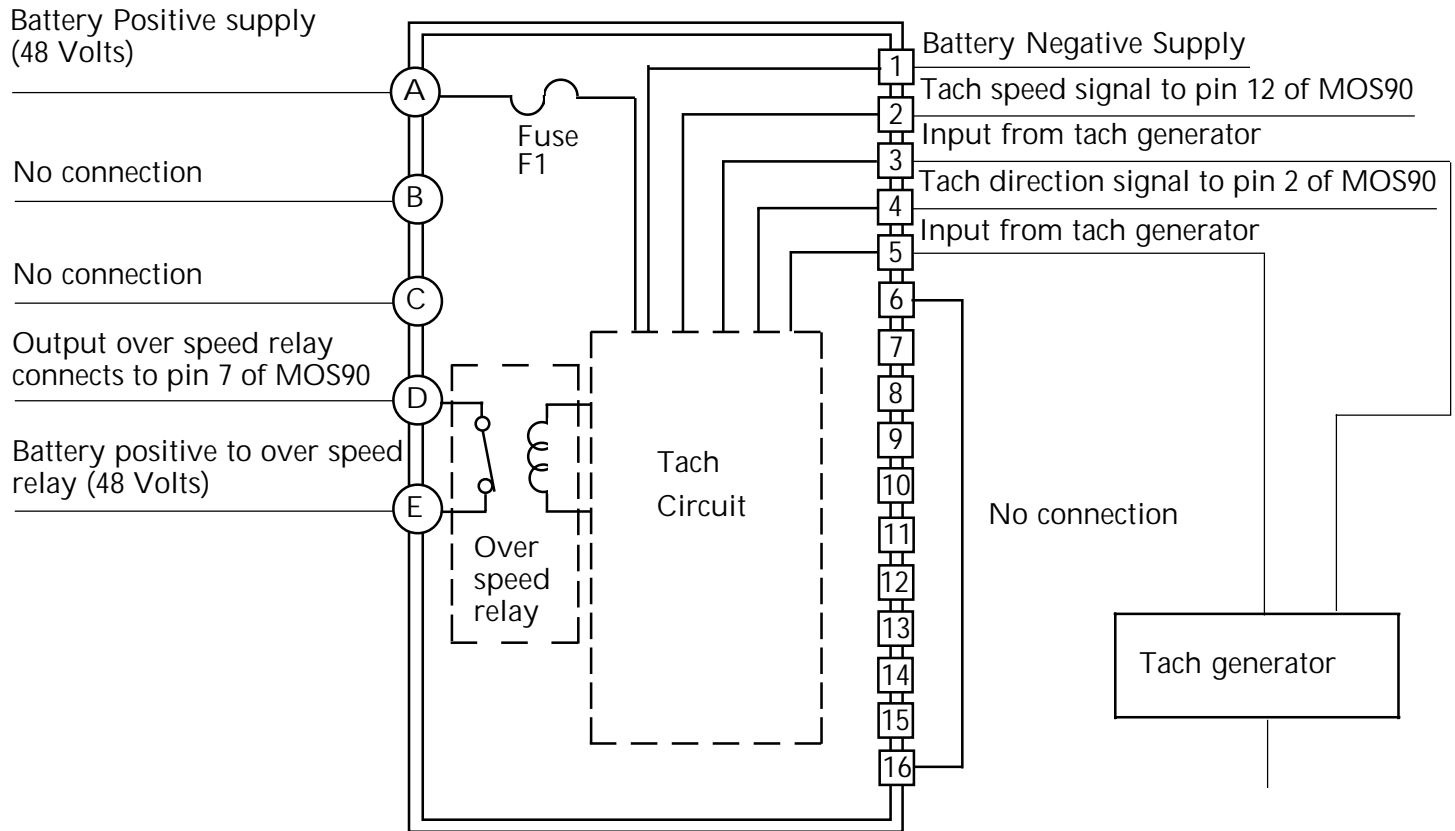 Battery Positive supply
(48 Volts)
A
No connection
B
No connection
C
Output over speed relay
connects to pin 7 of MOS90
D
Battery positive to over speed
relay (48 Volts)
E
Fuse
F1
Over
speed
relay
Tach
Circuit
1
Battery Negative Supply
2
Tach speed signal to pin 12 of MOS90
3
Input from tach generator
4
Tach direction signal to pin 2 of MOS90
5
Input from tach generator
6
7
8
9
10
11
12
13
14
15
16
No connection
Tach generator